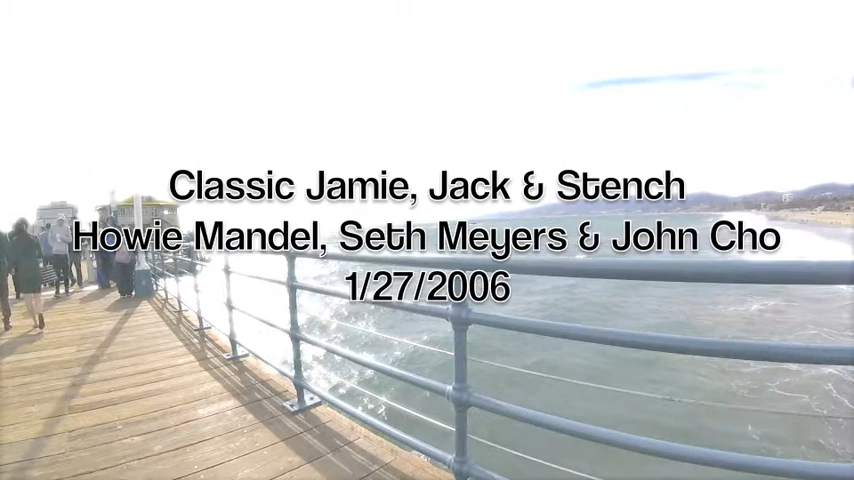 Classic Jamie, Jack & Stench
Howie Mandel, Seth Meyers & John Cho
1/27/2006